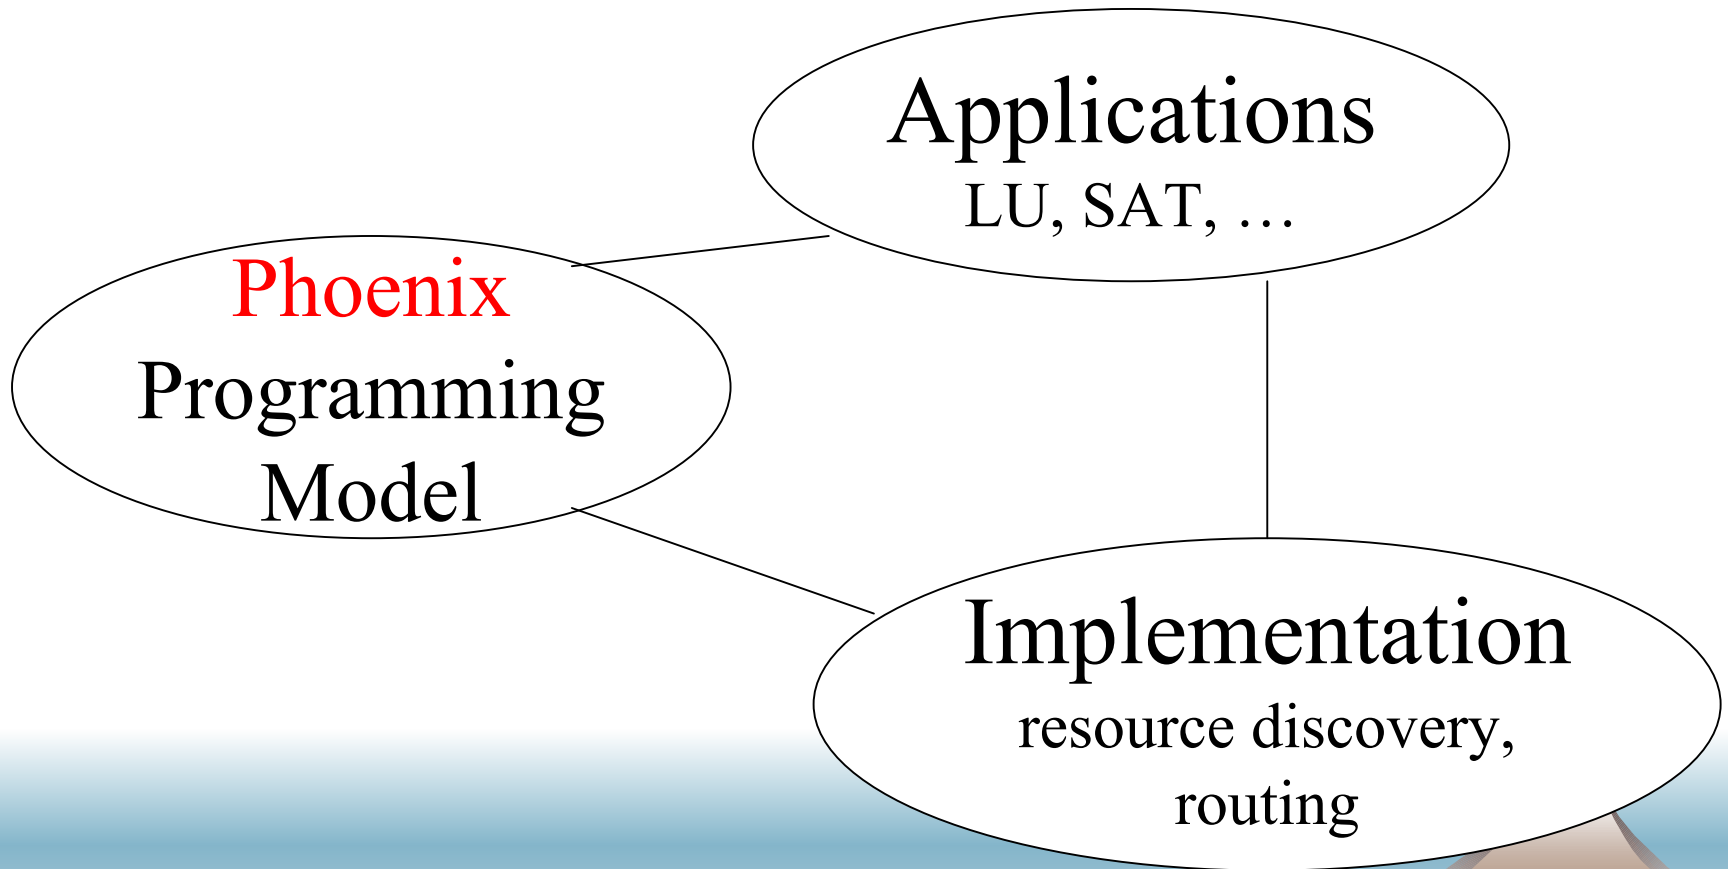 Applications
LU, SAT, …
Phoenix
Programming
Model
Implementation
resource discovery,
routing